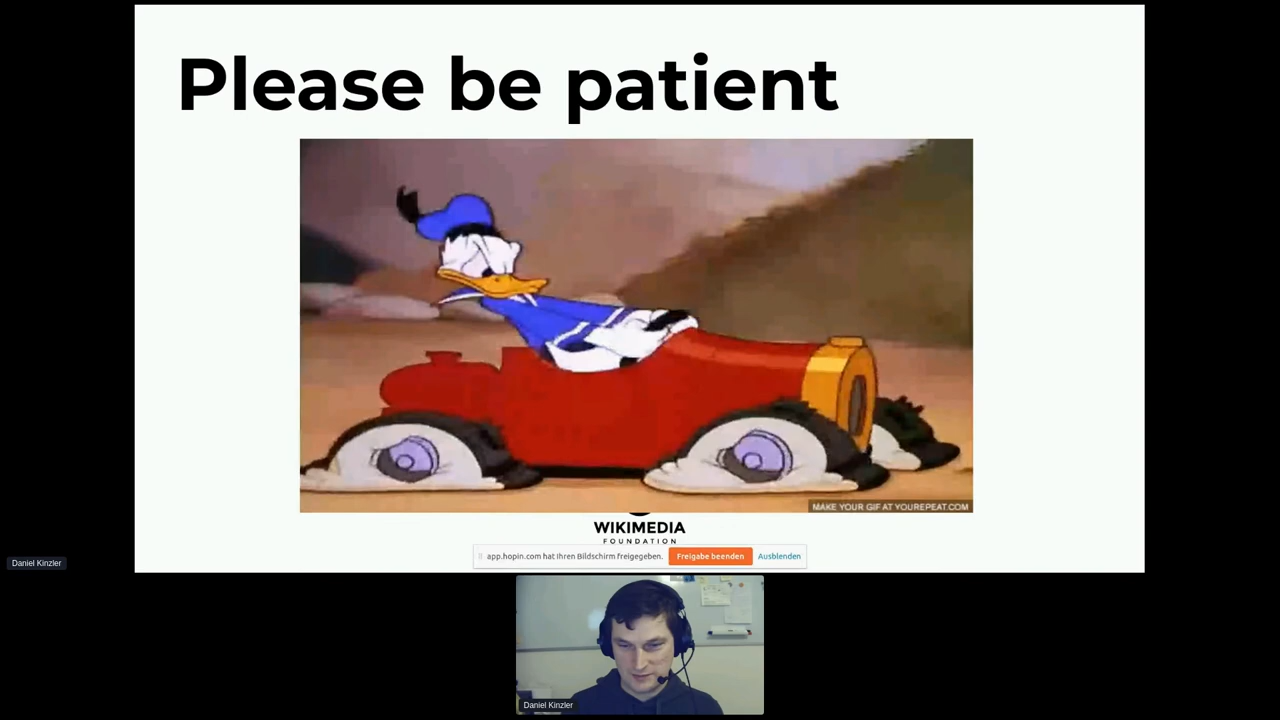 Please be patient
MAKE YOUR GIF AT YOUREPEAT.COM
WIKIMEDIA
FOUNDATION
app.hopin.com hat Ihren Bildschirm freigegeben. Freigabe beenden Ausblenden
Daniel Kinzler
Daniel Kinzler